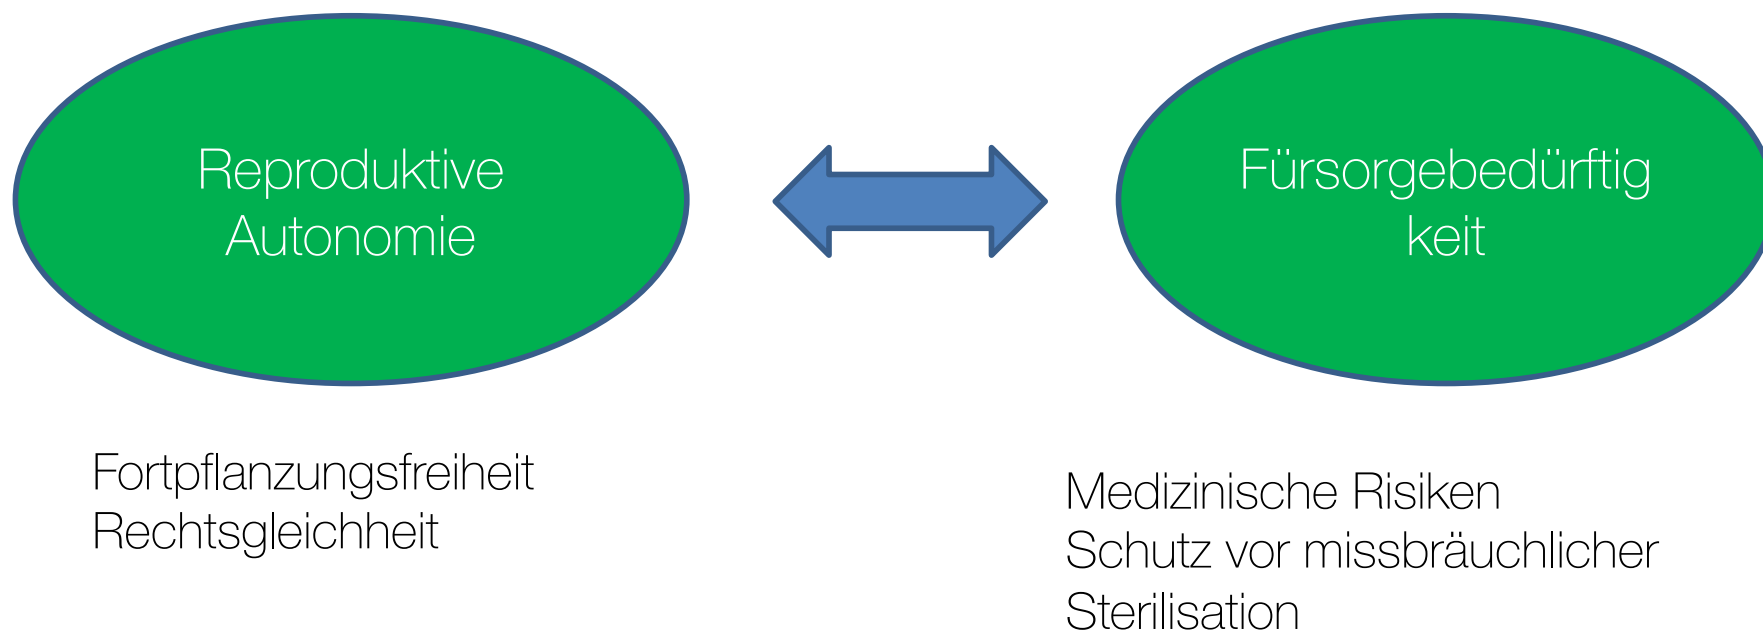 Reproduktive
Autonomie
Fürsorgebedürftig
keit
Fortpflanzungsfreiheit
Rechtsgleichheit
Medizinische Risiken
Schutz vor missbräuchlicher
Sterilisation